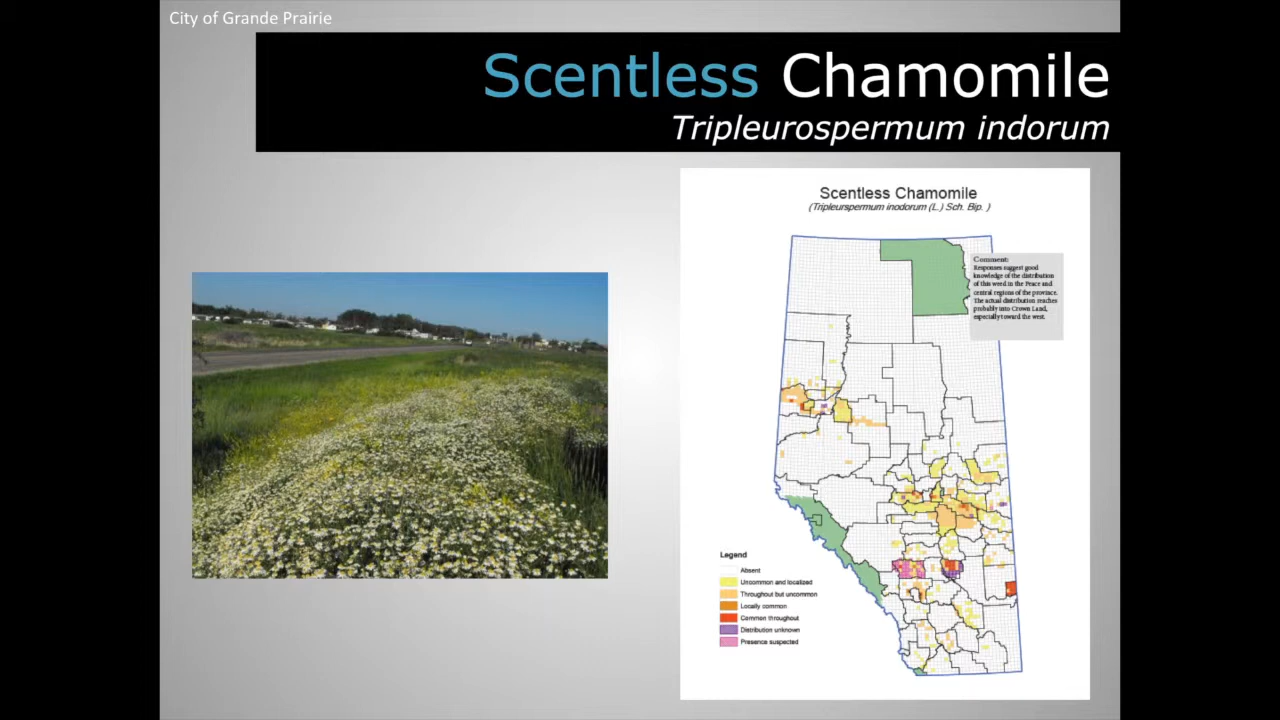 City of Grande Prairie
Scentless Chamomile
Tripleurospermum indorum
Scentless Chamomile
(Tripleurspermum inodorum (L.) Sch. Bip. )
Comment:
Responses suggest good
knowledge of the distribution
of this weed in the Peace and
central regions of the province.
The actual distribution reaches
probably into Crown Land,
especially toward the west.
Legend
Absent
Uncommon and localized
Throughout but uncommon
Locally common
Common throughout
Distribution unknown
Presence suspected